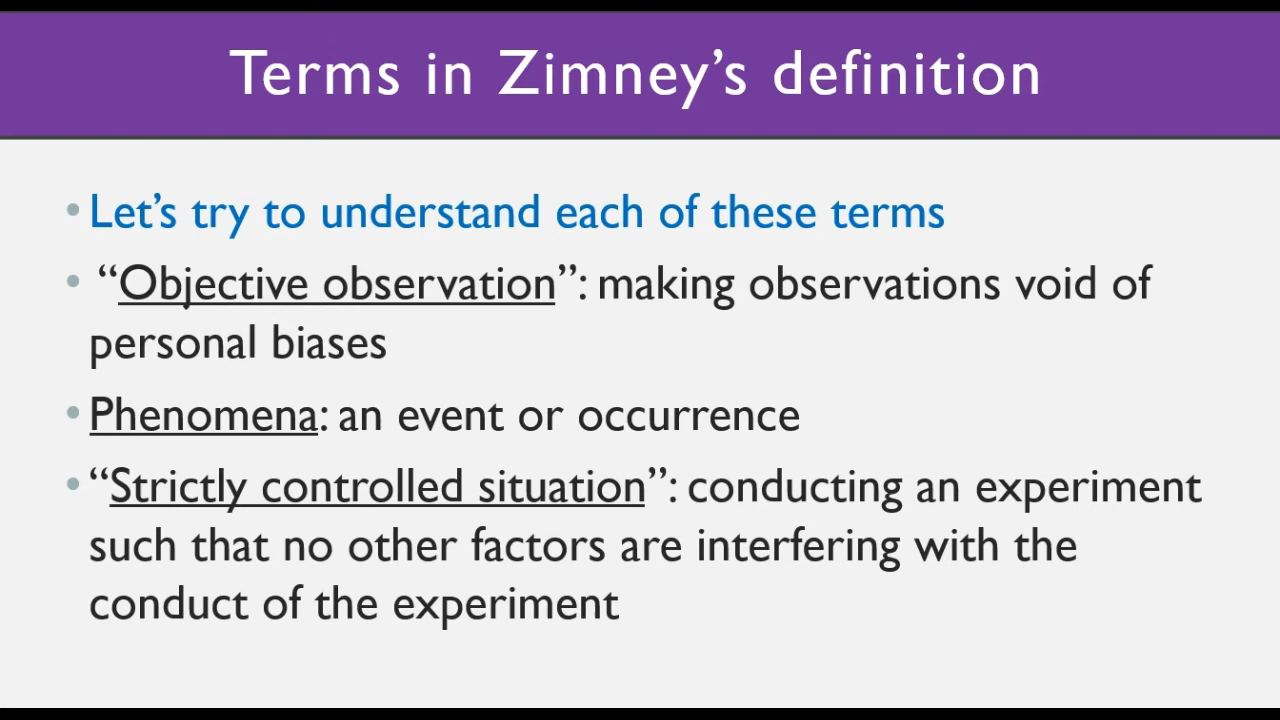 Terms in Zimney’s definition
• Let’s try to understand each of these terms
• “Objective observation”: making observations void of
personal biases
• Phenomena: an event or occurrence
• “Strictly controlled situation”: conducting an experiment
such that no other factors are interfering with the
conduct of the experiment